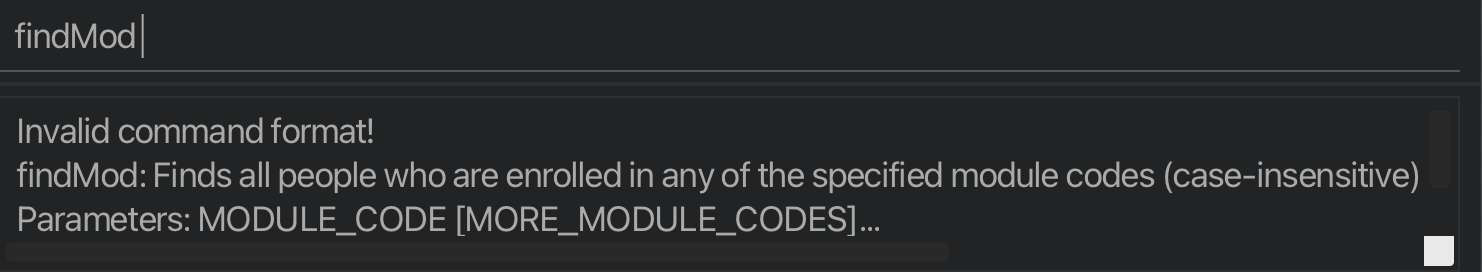 findMod
Invalid command format!
findMod: Finds all people who are enrolled in any of the specified module codes (case-insensitive)
Parameters: MODULE_CODE [MORE_MODULE_CODES]...